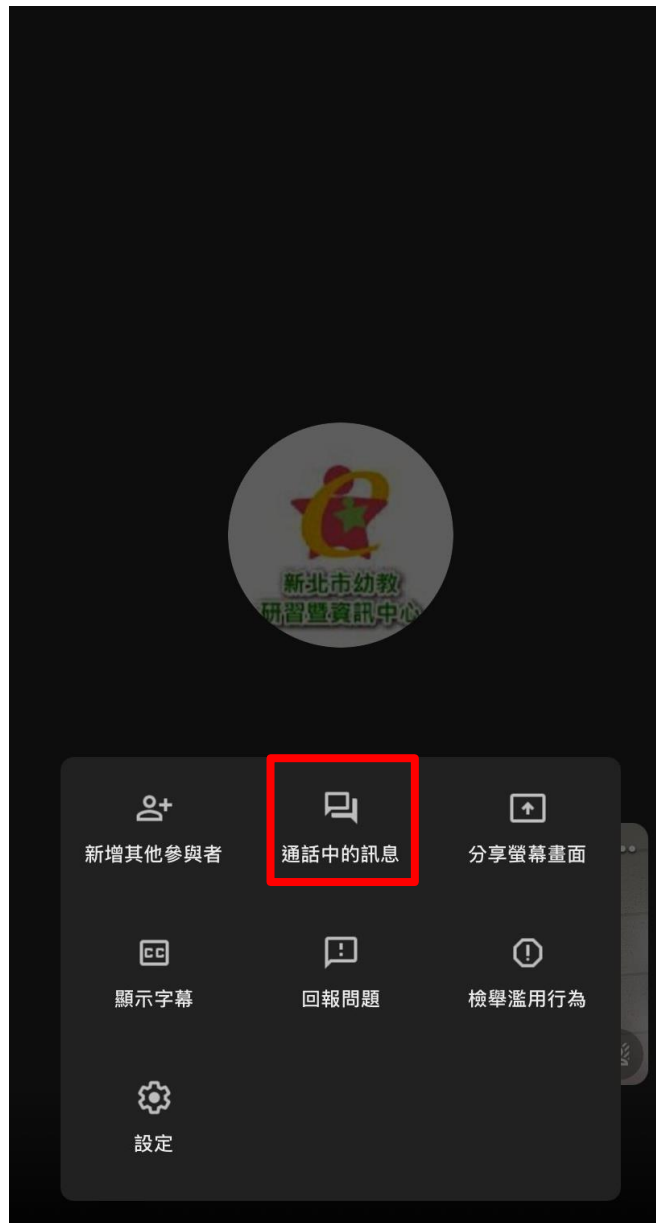 新北市幼教
研習暨資訊中心
新增其他參與者
通話中的訊息
分享螢幕畫面
CC
顯示字幕
回報問題
檢舉濫用行為
設定